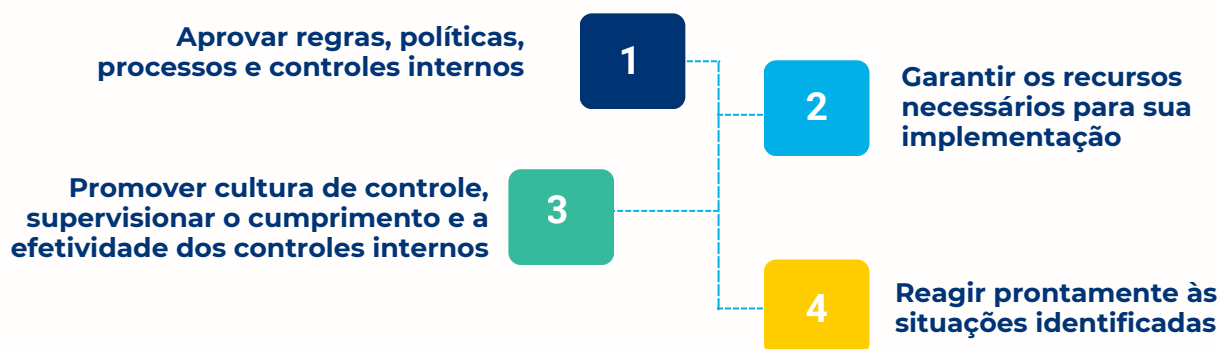 Aprovar regras, políticas,
processos e controles internos
1
2
Garantir os recursos
necessários para sua
implementação
Promover cultura de controle,
supervisionar o cumprimento e a
efetividade dos controles internos
3
4
Reagir prontamente às
situações identificadas